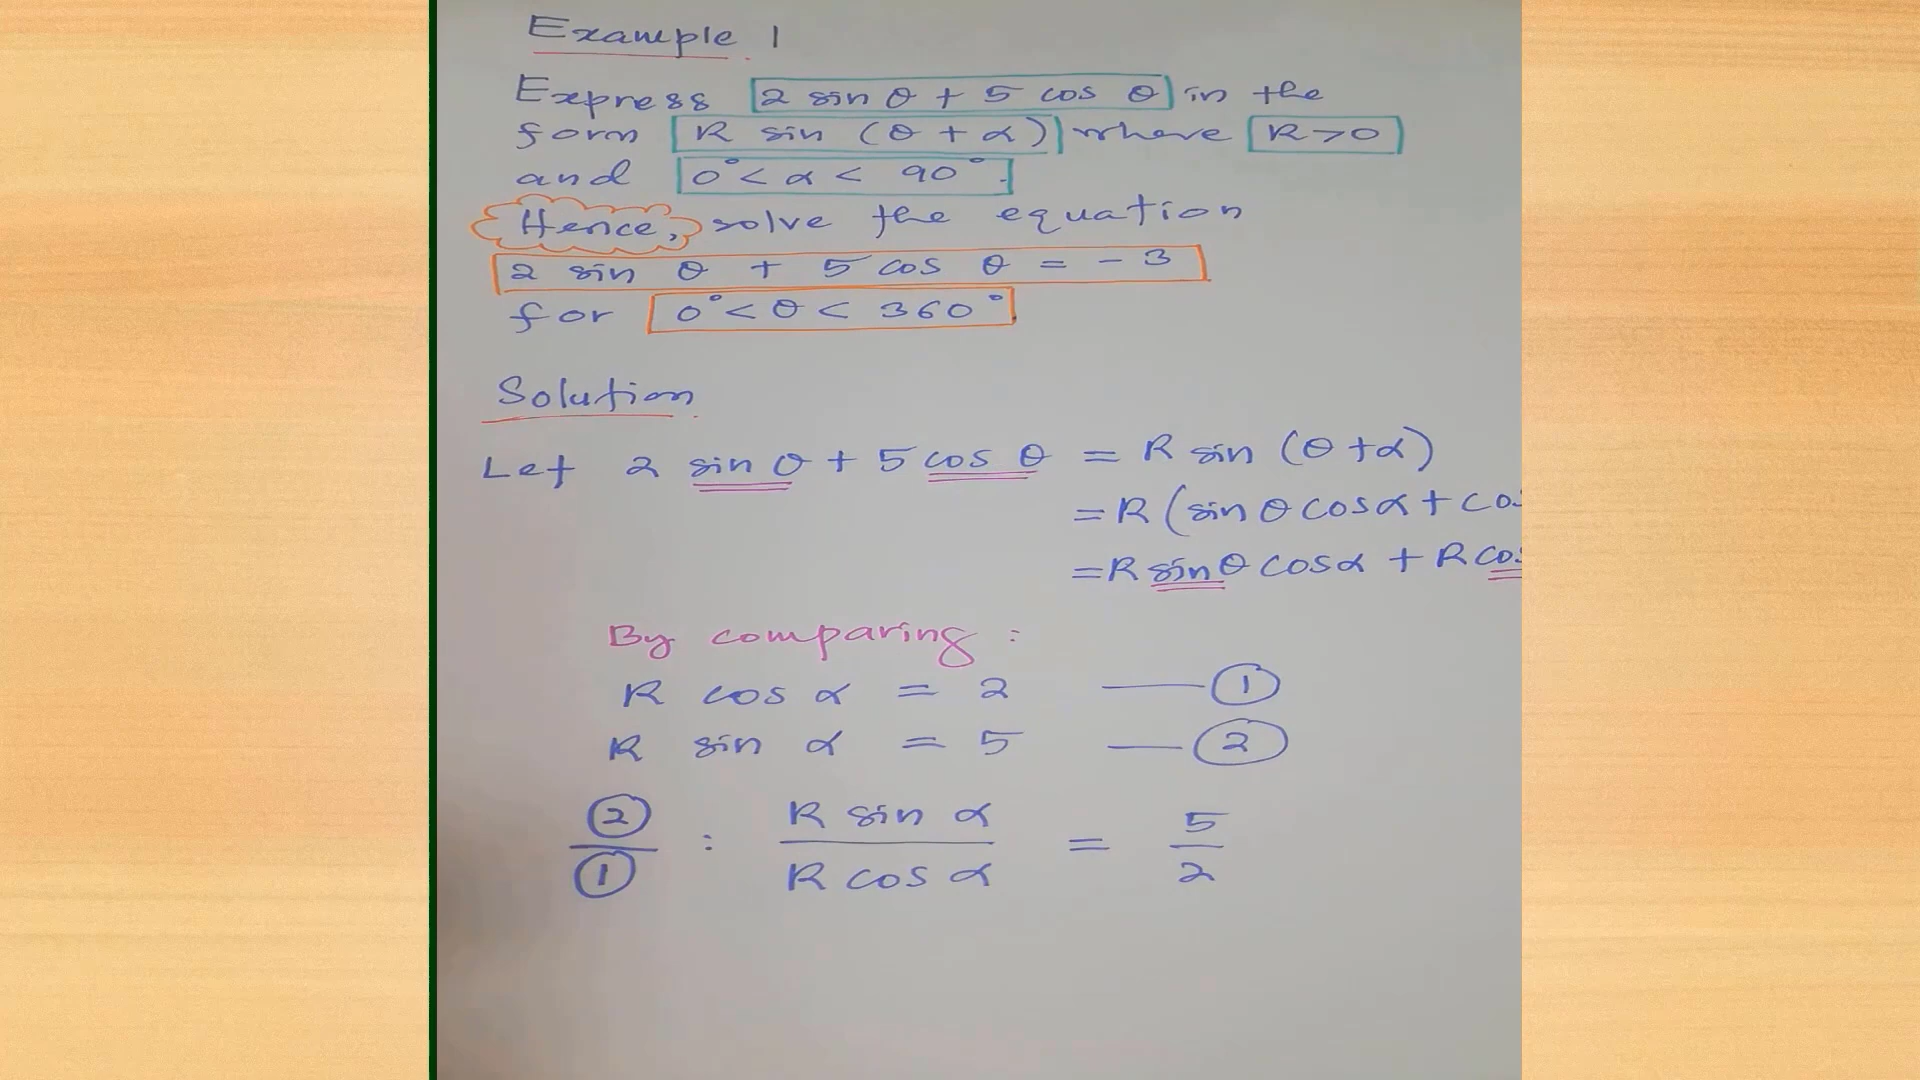 Example 1
Express 2 sin θ + 5 cos θ in the
form R sin (θ + α) where R > 0
and 0° < α < 90°.
Hence, solve the equation
2 sin θ + 5 cos θ = - 3
for 0° < θ < 360°
Solution
Let 2 sin θ + 5 cos θ = R sin (θ + α)
= R (sin θ cos α + cos
= R sin θ cos α + R cos
By comparing :
R cos α = 2 —— ①
R sin α = 5 —— ②
②/① : R sin α / R cos α = 5/2